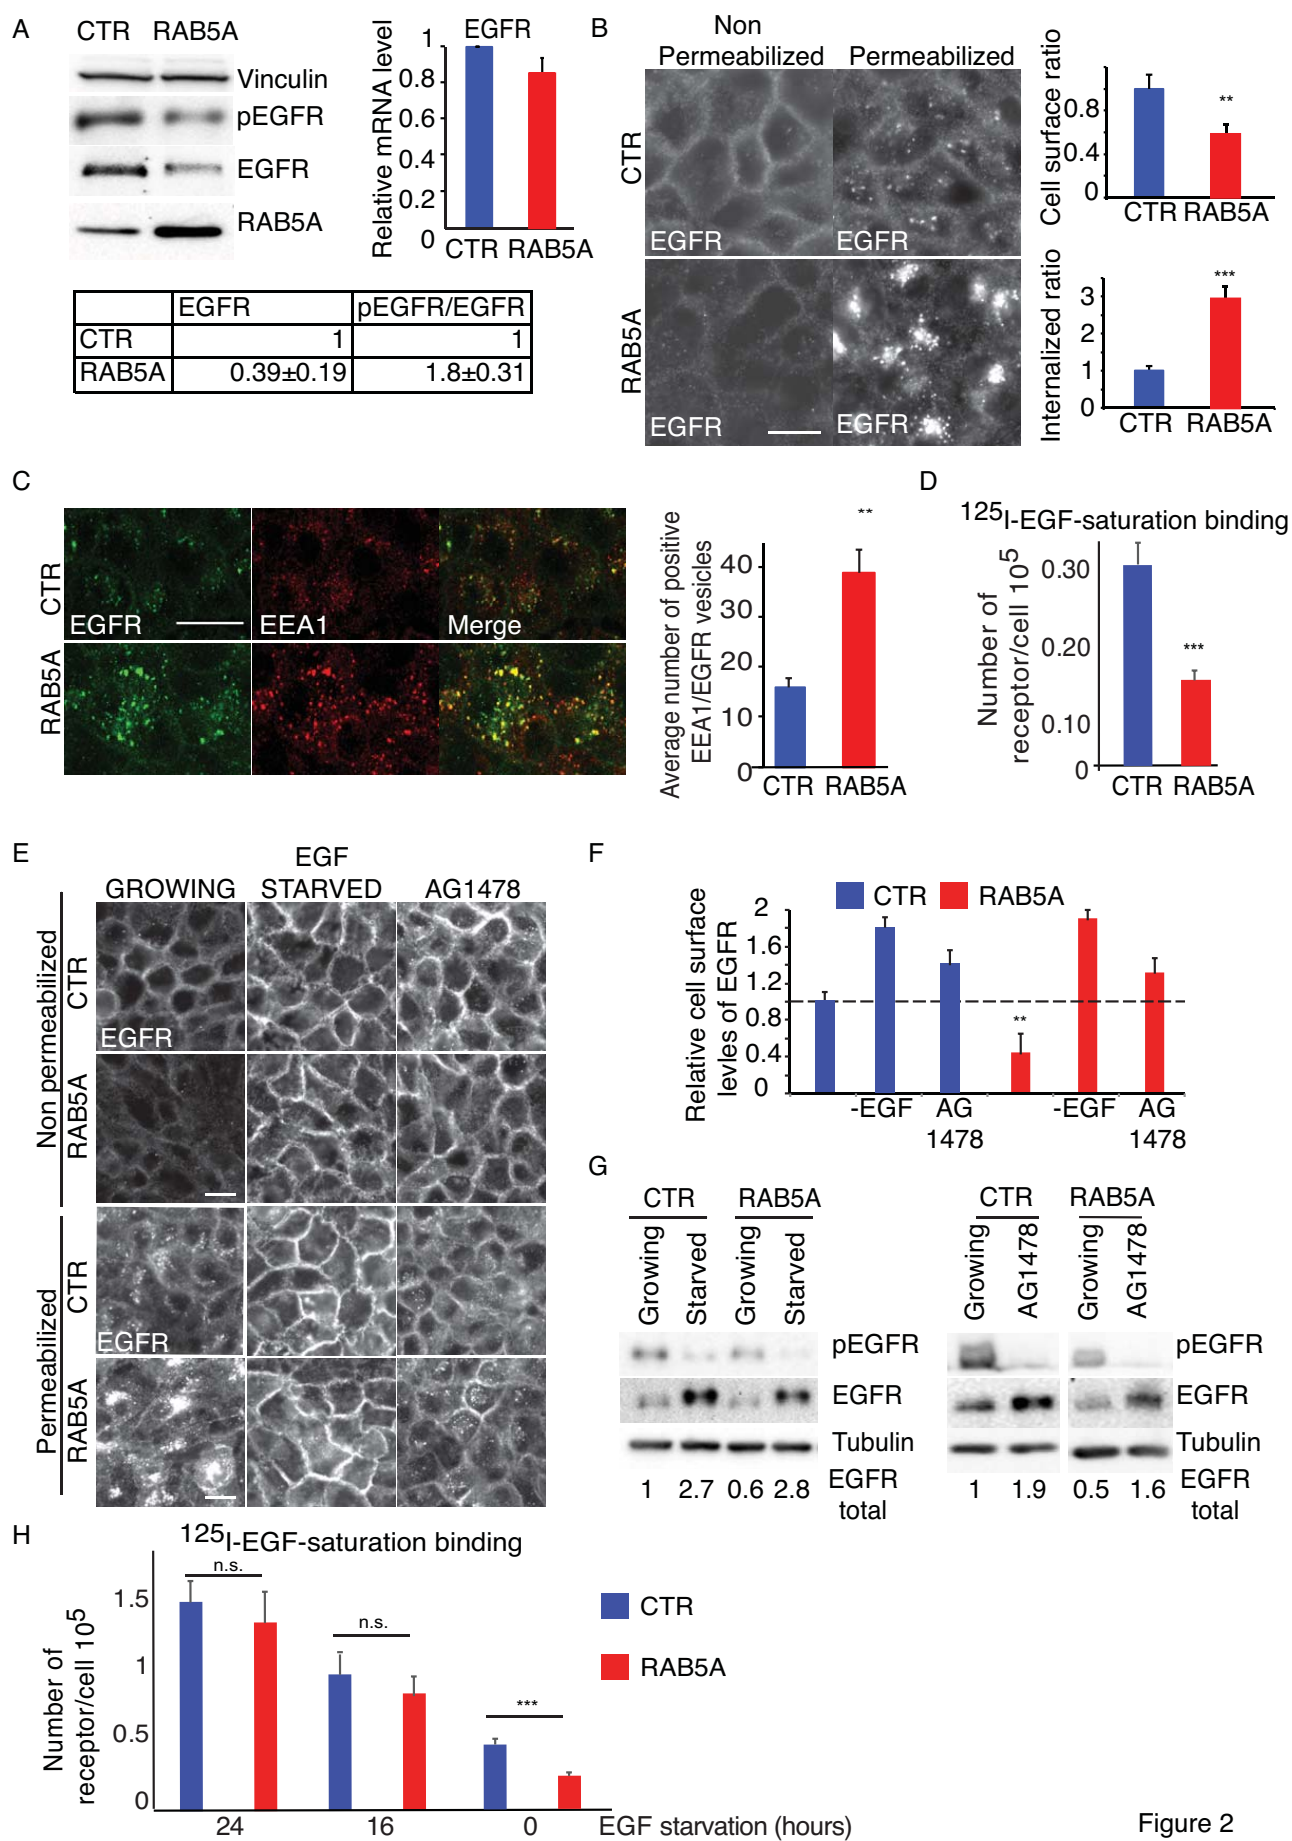 A
CTR RAB5A
Vinculin
pEGFR
EGFR
RAB5A
EGFR
Relative mRNA level
1
0.8
0.6
0.4
0.2
0
CTR RAB5A
EGFR pEGFR/EGFR
CTR 1 1
RAB5A 0.39±0.19 1.8±0.31
B
Non
Permeabilized Permeabilized
CTR
EGFR EGFR
RAB5A
EGFR EGFR
Cell surface ratio
0.8
0.4
0
**
CTR RAB5A
Internalized ratio
3
2
1
0
***
CTR RAB5A
C
CTR
EGFR EEA1 Merge
RAB5A
Average number of positive
EEA1/EGFR vesicles
40
30
20
10
0
**
CTR RAB5A
D
125I-EGF-saturation binding
Number of
receptor/cell 10^5
0.30
0.20
0.10
0
***
CTR RAB5A
E
EGF
GROWING STARVED AG1478
Non permeabilized
CTR
EGFR
RAB5A
Permeabilized
CTR
EGFR
RAB5A
F
CTR RAB5A
Relative cell surface
levles of EGFR
2
1.6
1.2
0.8
0.4
0
**
-EGF AG -EGF AG
1478 1478
G
CTR RAB5A
Growing Starved Growing Starved
pEGFR
EGFR
Tubulin
1 2.7 0.6 2.8 EGFR
total
CTR RAB5A
Growing AG1478 Growing AG1478
pEGFR
EGFR
Tubulin
1 1.9 0.5 1.6 EGFR
total
H
125I-EGF-saturation binding
Number of
receptor/cell 10^5
1.5
1
0.5
0
n.s.
n.s.
***
CTR
RAB5A
24 16 0 EGF starvation (hours)
Figure 2